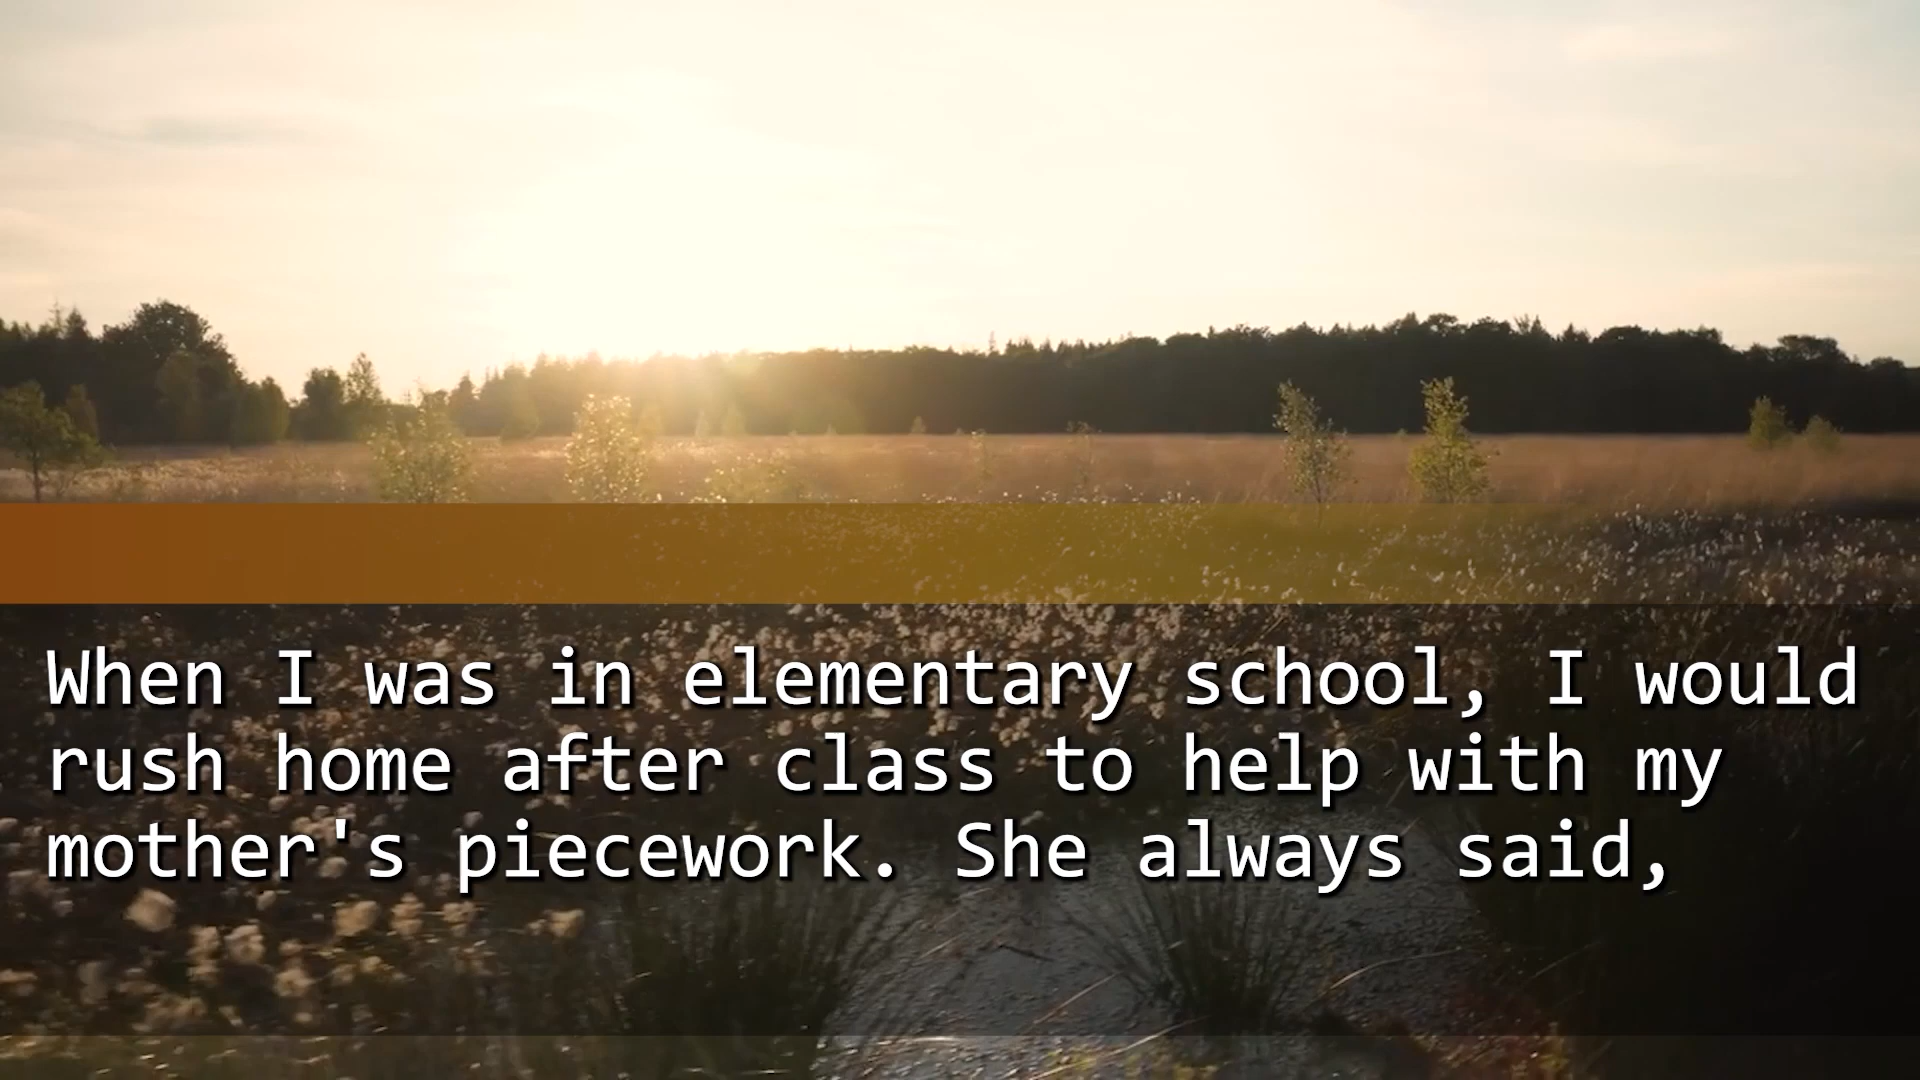 When I was in elementary school, I would
rush home after class to help with my
mother's piecework. She always said,